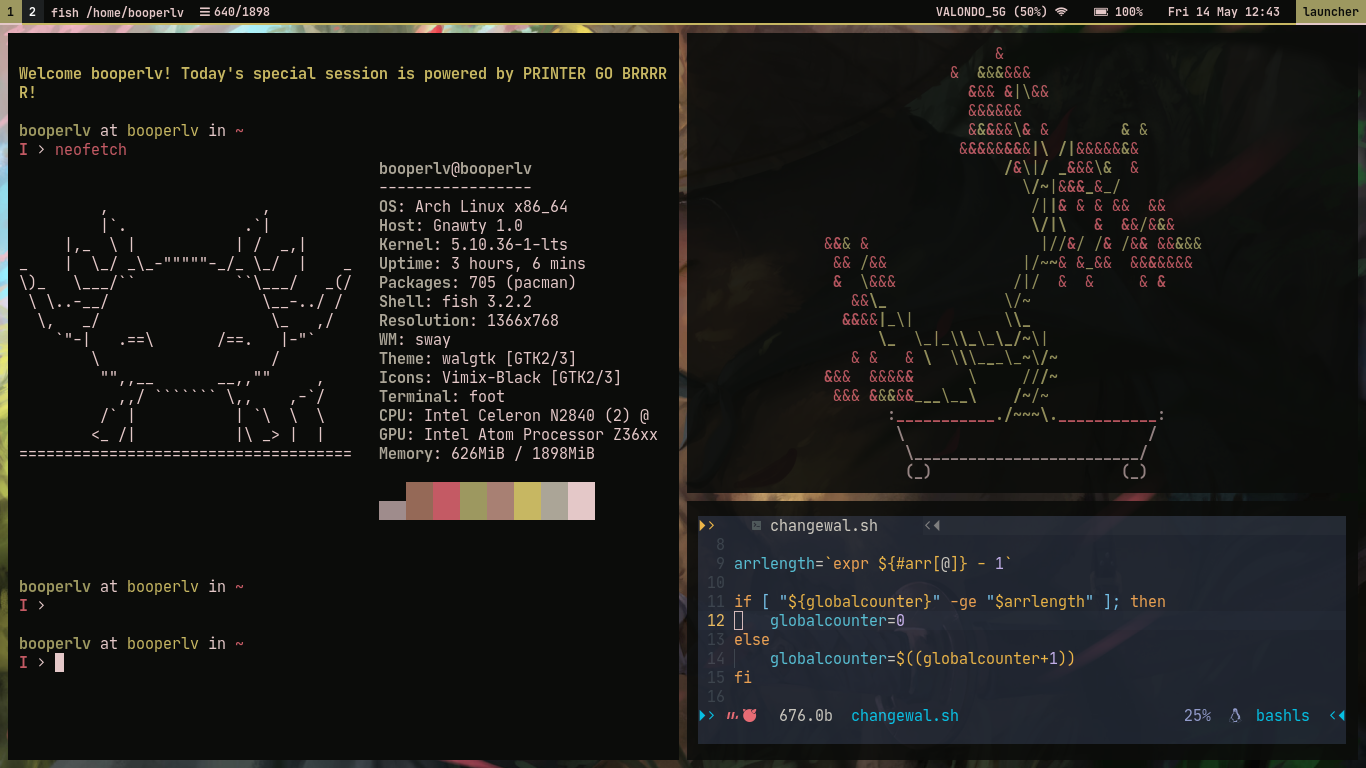 1 2 fish /home/booperlv 640/1898 VALONDO_5G (50%) 100% Fri 14 May 12:43 launcher
Welcome booperlv! Today's special session is powered by PRINTER GO BRRRR
R!
booperlv at booperlv in ~
I > neofetch
booperlv@booperlv
-----------------
OS: Arch Linux x86_64
Host: Gnawty 1.0
Kernel: 5.10.36-1-lts
Uptime: 3 hours, 6 mins
Packages: 705 (pacman)
Shell: fish 3.2.2
Resolution: 1366x768
WM: sway
Theme: walgtk [GTK2/3]
Icons: Vimix-Black [GTK2/3]
Terminal: foot
CPU: Intel Celeron N2840 (2) @
GPU: Intel Atom Processor Z36xx
Memory: 626MiB / 1898MiB
booperlv at booperlv in ~
I >
booperlv at booperlv in ~
I >
changewal.sh
8
9 arrlength=`expr ${#arr[@]} - 1`
10
11 if [ "${globalcounter}" -ge "$arrlength" ]; then
12 globalcounter=0
13 else
14 globalcounter=$((globalcounter+1))
15 fi
16
676.0b changewal.sh 25% bashls